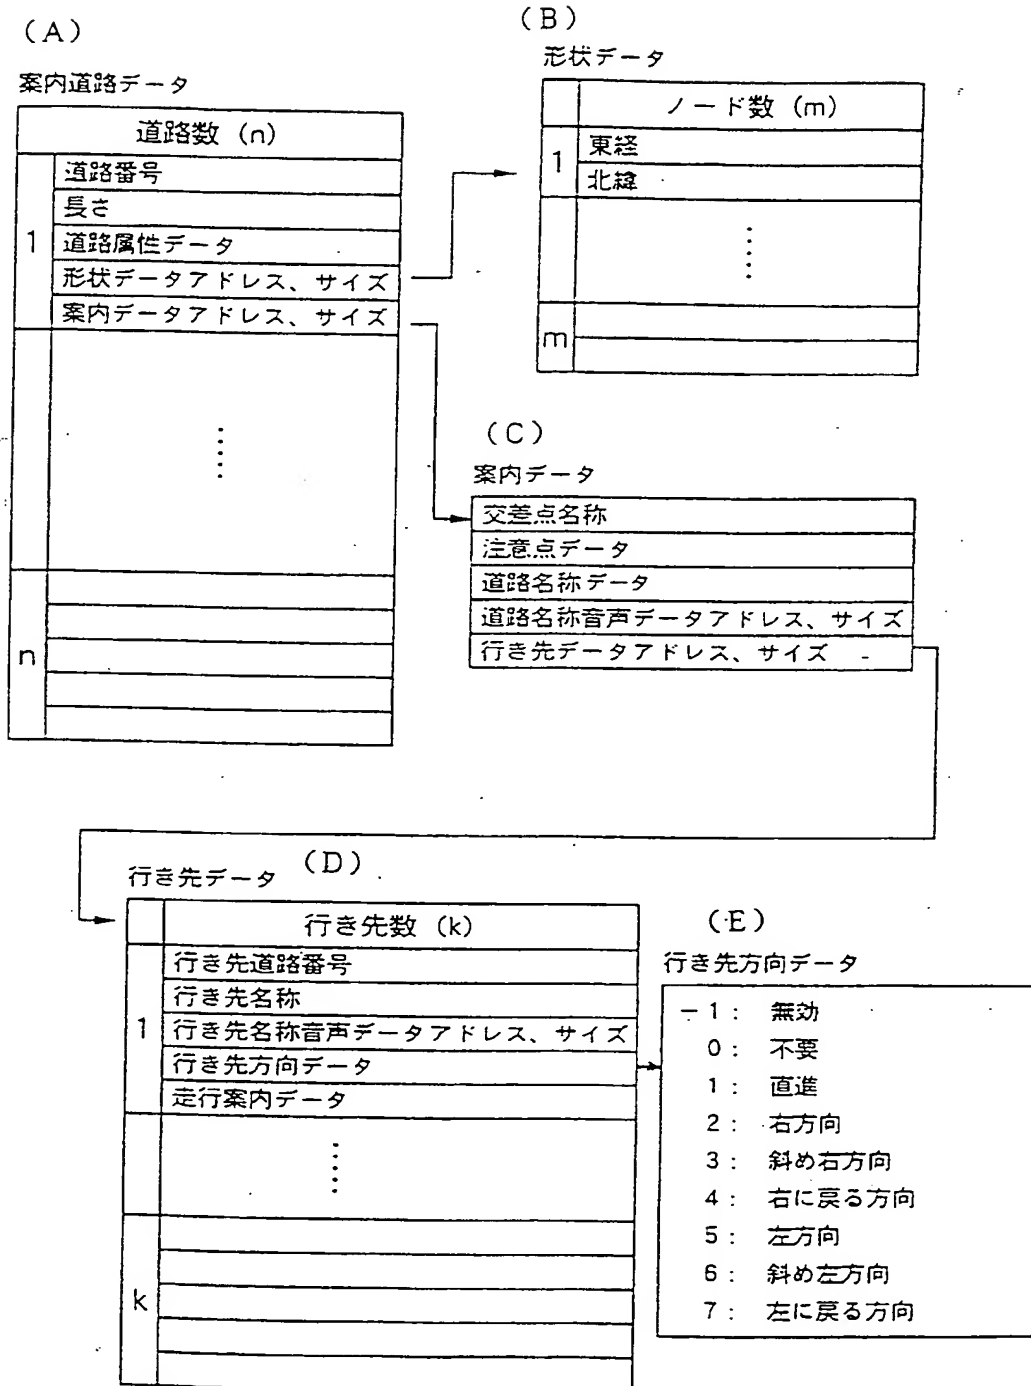 (A)
案内道路データ
道路数 (n)
1
道路番号
長さ
道路属性データ
形状データアドレス、サイズ
案内データアドレス、サイズ
n
(B)
形状データ
ノード数 (m)
1
東経
北緯
m
(C)
案内データ
交差点名称
注意点データ
道路名称データ
道路名称音声データアドレス、サイズ
行き先データアドレス、サイズ
(D)
行き先データ
行き先数 (k)
1
行き先道路番号
行き先名称
行き先名称音声データアドレス、サイズ
行き先方向データ
走行案内データ
k
(E)
行き先方向データ
-1: 無効
0: 不要
1: 直進
2: 右方向
3: 斜め右方向
4: 右に戻る方向
5: 左方向
6: 斜め左方向
7: 左に戻る方向